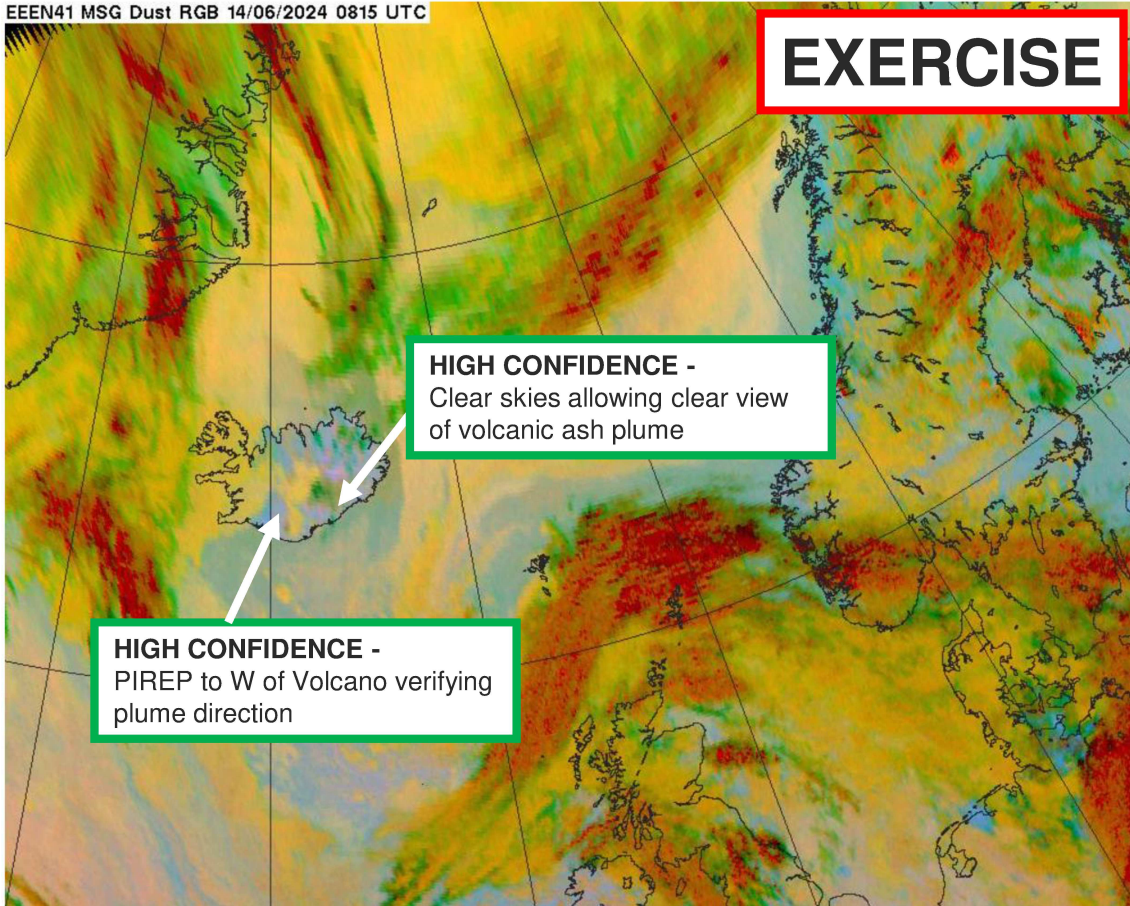 EEEN41 MSG Dust RGB 14/06/2024 0815 UTC
EXERCISE
HIGH CONFIDENCE -
Clear skies allowing clear view
of volcanic ash plume
HIGH CONFIDENCE -
PIREP to W of Volcano verifying
plume direction